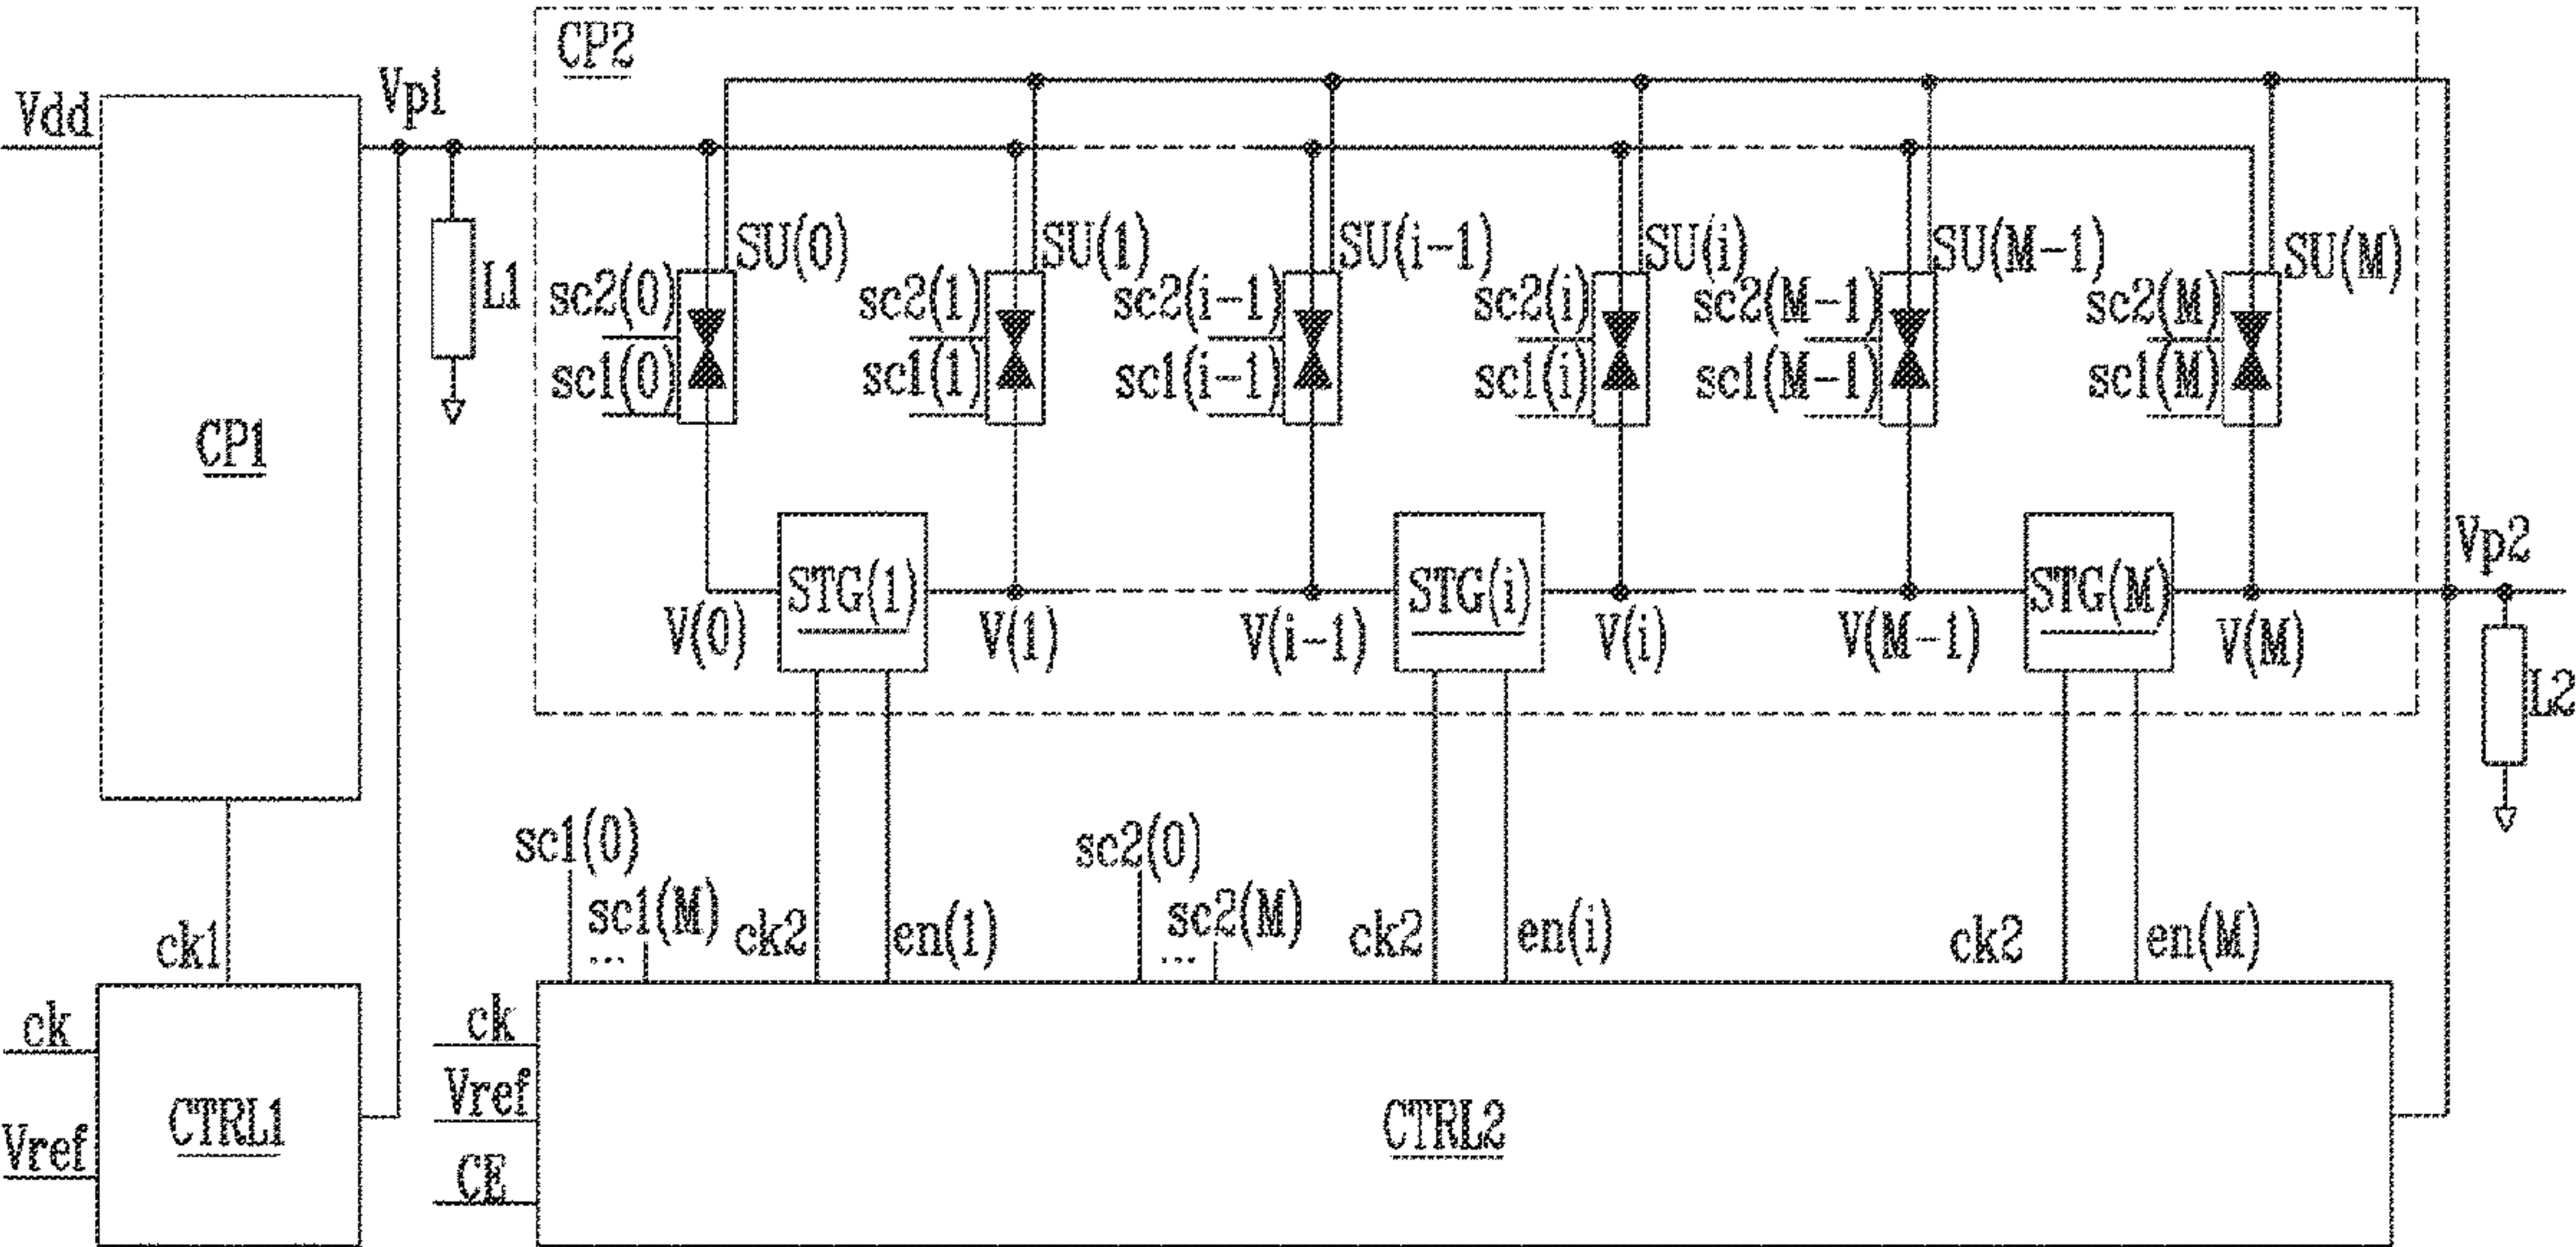 CP2
Vdd
Vp1
SU(0)
SU(1)
SU(i-1)
SU(i)
SU(M-1)
SU(M)
L1
sc2(0)
sc2(1)
sc2(i-1)
sc2(i)
sc2(M-1)
sc2(M)
sc1(0)
sc1(1)
sc1(i-1)
sc1(i)
sc1(M-1)
sc1(M)
CP1
Vp2
STG(1)
STG(i)
STG(M)
V(0)
V(1)
V(i-1)
V(i)
V(M-1)
V(M)
L2
sc1(0)
sc2(0)
sc1(M)
sc2(M)
ck1
...
ck2
en(1)
...
ck2
en(i)
ck2
en(M)
ck
Vref
CTRL1
ck
Vref
CE
CTRL2